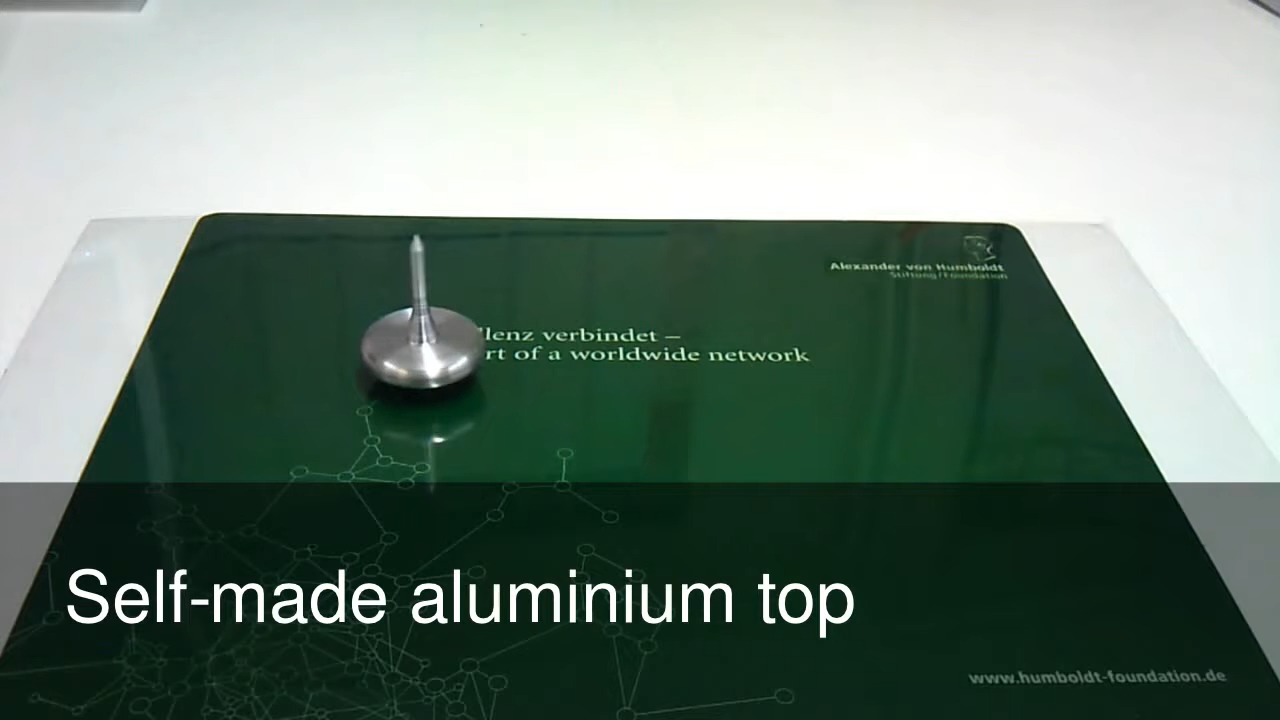 Alexander von Humboldt
Stiftung/Foundation
llenz verbindet –
rt of a worldwide network
Self-made aluminium top
www.humboldt-foundation.de